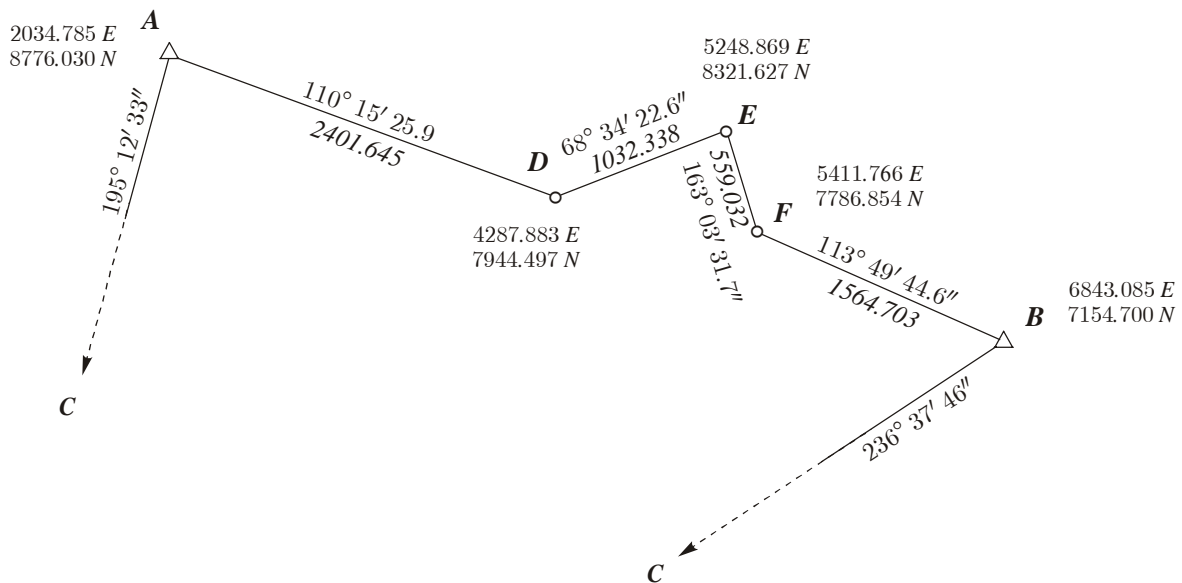 A
2034.785 E
8776.030 N
5248.869 E
8321.627 N
E
110° 15′ 25.9
2401.645
68° 34′ 22.6″
1032.338
D
195° 12′ 33″
559.032
163° 03′ 31.7″
5411.766 E
7786.854 N
F
4287.883 E
7944.497 N
113° 49′ 44.6″
1564.703
6843.085 E
7154.700 N
B
C
236° 37′ 46″
C